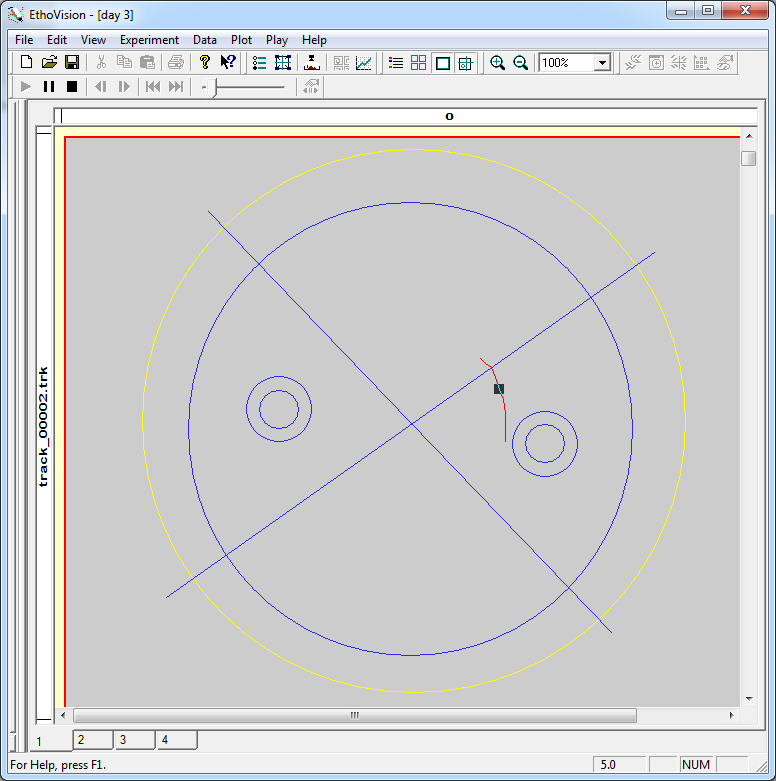 EthoVision - [day 3]
File Edit View Experiment Data Plot Play Help
100%
o
track_00002.trk
1 2 3 4
For Help, press F1.
5.0
NUM